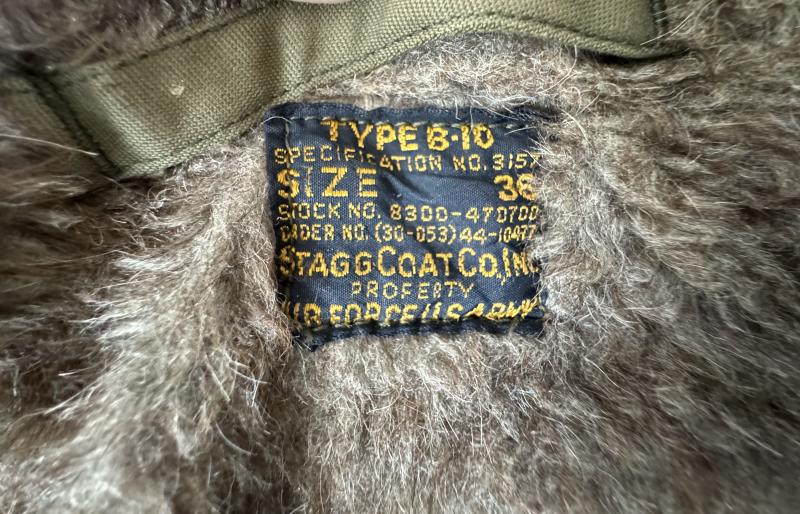 TYPE B-10
SPECIFICATION NO. 3157
SIZE 36
STOCK NO. 8300-470700
ORDER NO. (30-053) 44-10477
STAGG COAT CO., INC.
PROPERTY
AIR FORCE U.S. ARMY